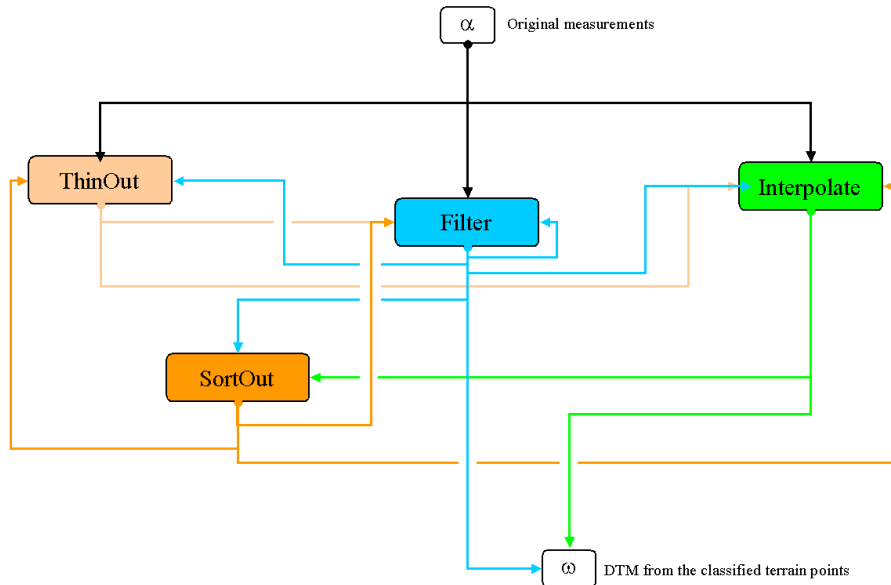 α
Original measurements
ThinOut
Interpolate
Filter
SortOut
ω
DTM from the classified terrain points